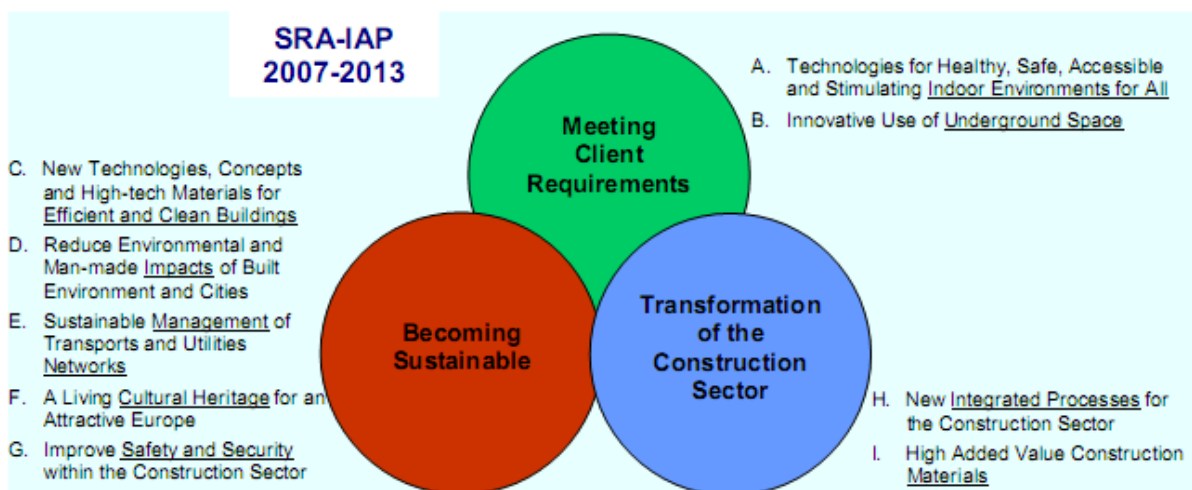 SRA-IAP
2007-2013
Meeting
Client
Requirements
A. Technologies for Healthy, Safe, Accessible
and Stimulating Indoor Environments for All
B. Innovative Use of Underground Space
C. New Technologies, Concepts
and High-tech Materials for
Efficient and Clean Buildings
D. Reduce Environmental and
Man-made Impacts of Built
Environment and Cities
E. Sustainable Management of
Transports and Utilities
Networks
F. A Living Cultural Heritage for an
Attractive Europe
G. Improve Safety and Security
within the Construction Sector
Becoming
Sustainable
Transformation
of the
Construction
Sector
H. New Integrated Processes for
the Construction Sector
I. High Added Value Construction
Materials